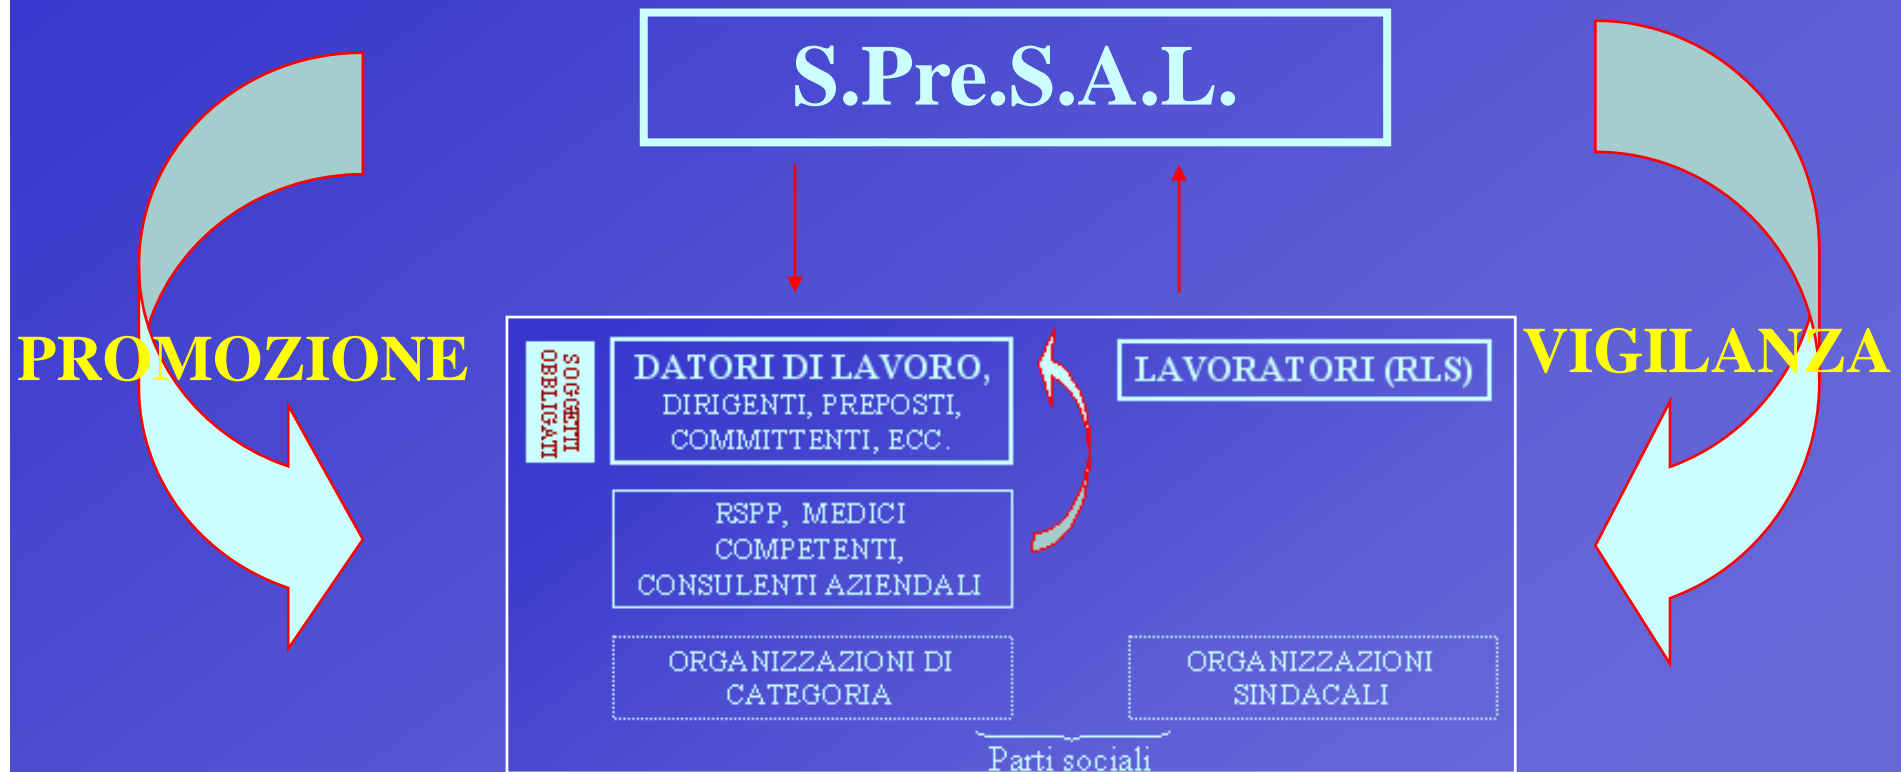 S.Pre.S.A.L.
PROMOZIONE
VIGILANZA
SOGGETTI
OBBLIGATI
DATORI DI LAVORO,
DIRIGENTI, PREPOSTI,
COMMITTENTI, ECC.
LAVORATORI (RLS)
RSPP, MEDICI
COMPETENTI,
CONSULENTI AZIENDALI
ORGANIZZAZIONI DI
CATEGORIA
ORGANIZZAZIONI
SINDACALI
Parti sociali